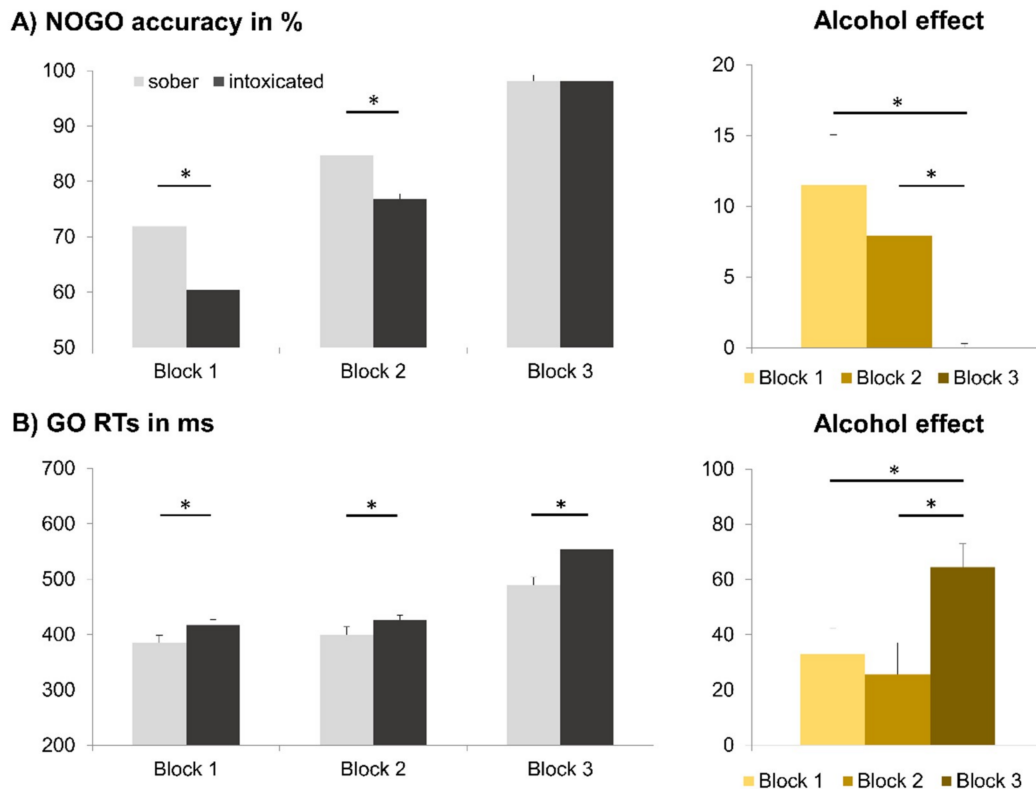 A) NOGO accuracy in %
Alcohol effect
sober intoxicated
100
90
80
70
60
50
* *
Block 1 Block 2 Block 3
20
15
10
5
0
* *
Block 1 Block 2 Block 3
B) GO RTs in ms
Alcohol effect
700
600
500
400
300
200
* * *
Block 1 Block 2 Block 3
100
80
60
40
20
0
* *
Block 1 Block 2 Block 3